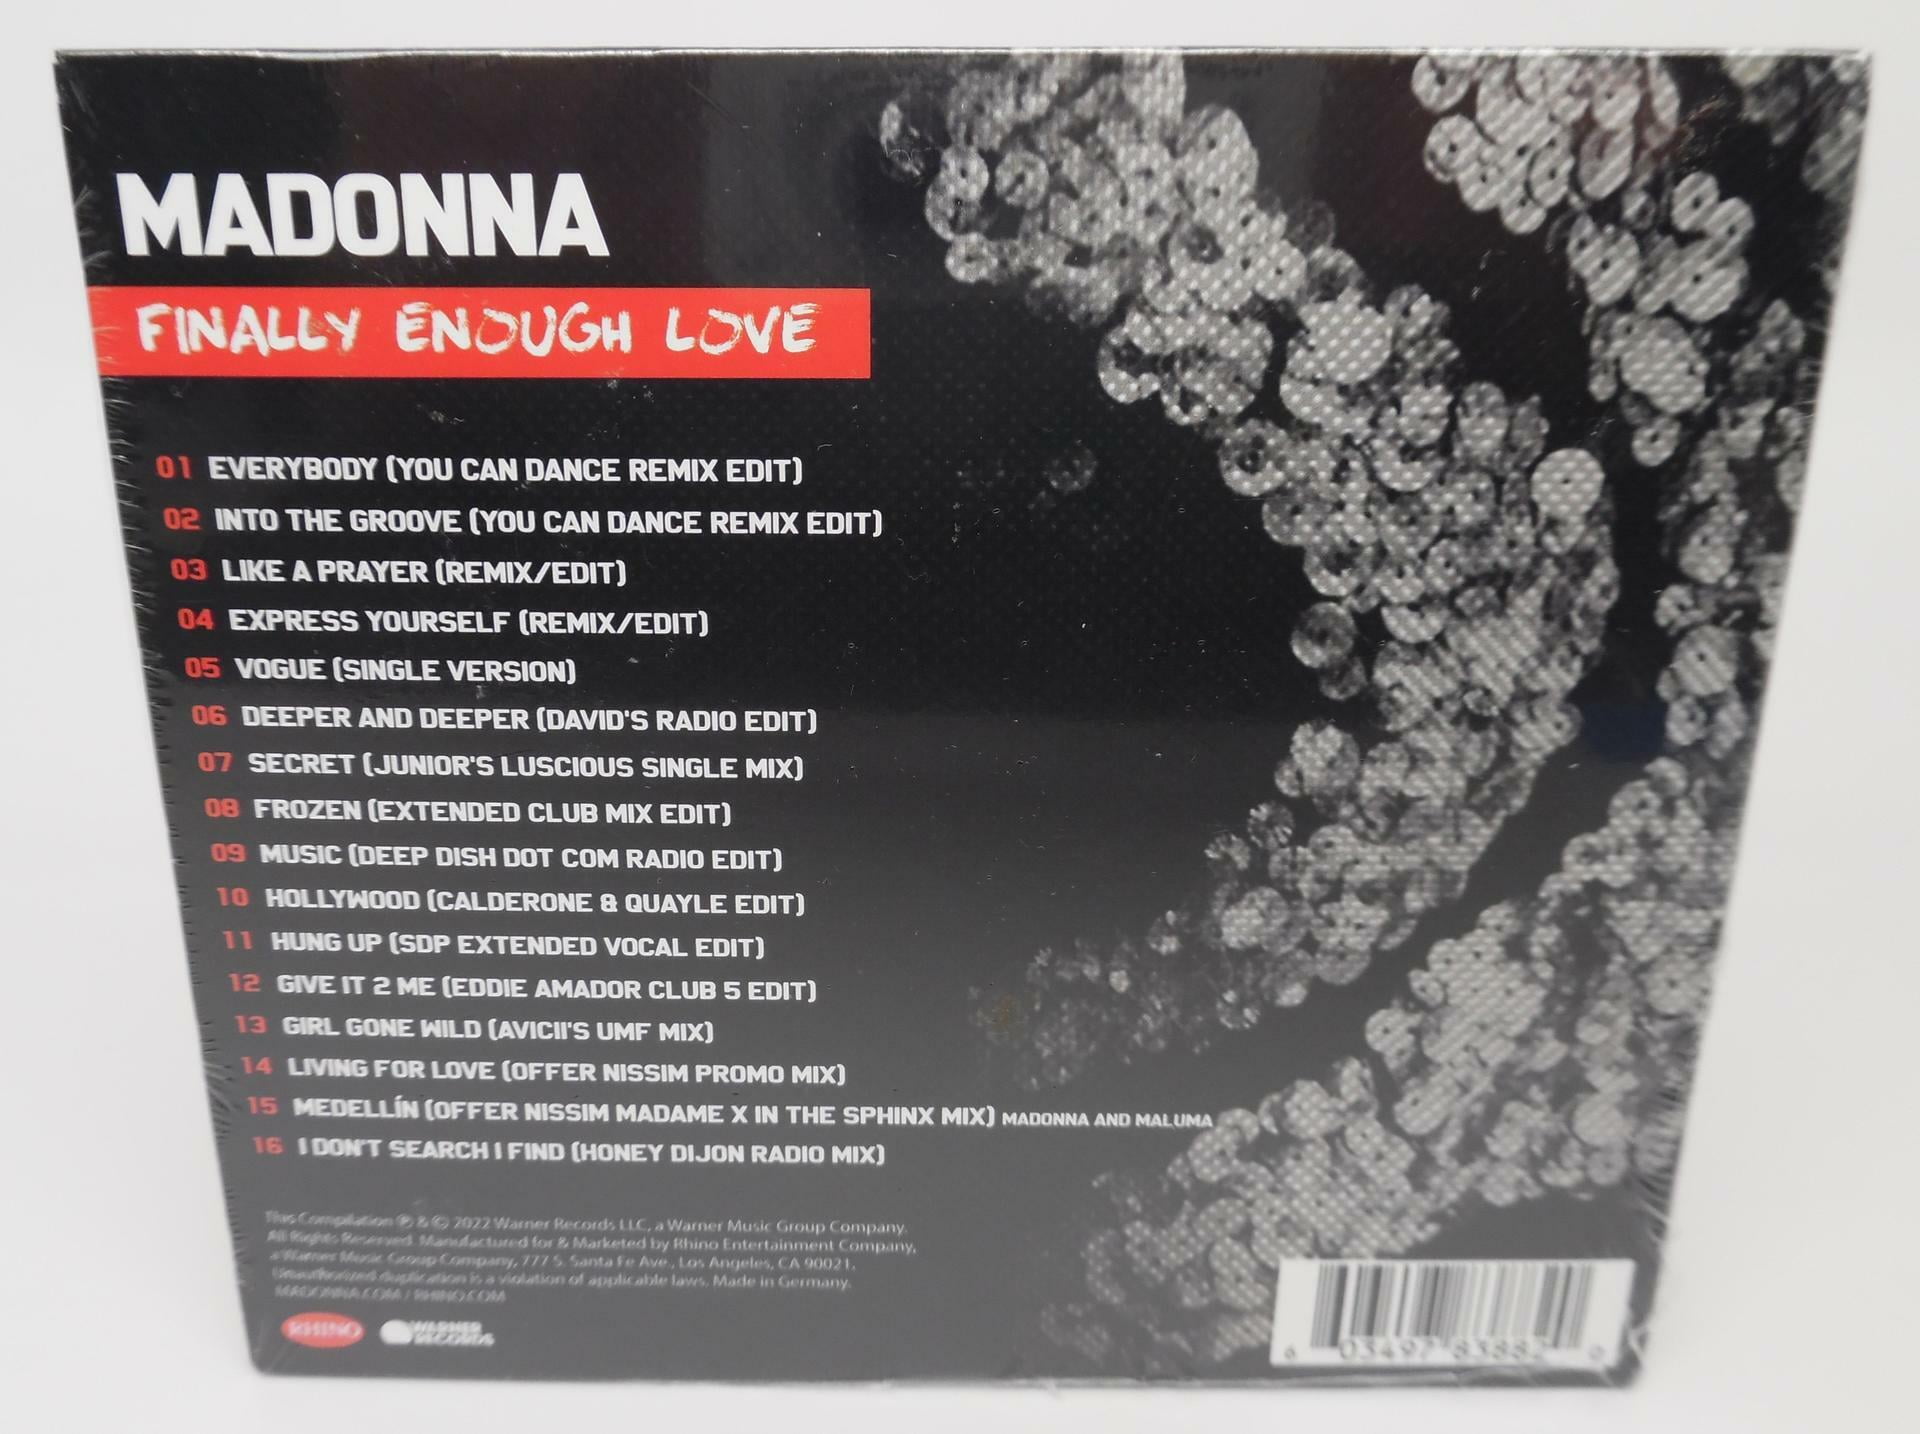 MADONNA
FINALLY ENOUGH LOVE
01 EVERYBODY (YOU CAN DANCE REMIX EDIT)
02 INTO THE GROOVE (YOU CAN DANCE REMIX EDIT)
03 LIKE A PRAYER (REMIX/EDIT)
04 EXPRESS YOURSELF (REMIX/EDIT)
05 VOGUE (SINGLE VERSION)
06 DEEPER AND DEEPER (DAVID'S RADIO EDIT)
07 SECRET (JUNIOR'S LUSCIOUS SINGLE MIX)
08 FROZEN (EXTENDED CLUB MIX EDIT)
09 MUSIC (DEEP DISH DOT COM RADIO EDIT)
10 HOLLYWOOD (CALDERONE & QUAYLE EDIT)
11 HUNG UP (SDP EXTENDED VOCAL EDIT)
12 GIVE IT 2 ME (EDDIE AMADOR CLUB 5 EDIT)
13 GIRL GONE WILD (AVICII'S UMF MIX)
14 LIVING FOR LOVE (OFFER NISSIM PROMO MIX)
15 MEDELLÍN (OFFER NISSIM MADAME X IN THE SPHINX MIX) MADONNA AND MALUMA
16 I DON'T SEARCH I FIND (HONEY DIJON RADIO MIX)
This Compilation ℗ & © 2022 Warner Records LLC, a Warner Music Group Company.
All Rights Reserved. Manufactured for & Marketed by Rhino Entertainment Company,
a Warner Music Group Company, 777 S. Santa Fe Ave., Los Angeles, CA 90021.
Unauthorized duplication is a violation of applicable laws. Made in Germany.
MADONNA.COM / RHINO.COM
RHINO
WARNER
RECORDS
6 03497 83882 0